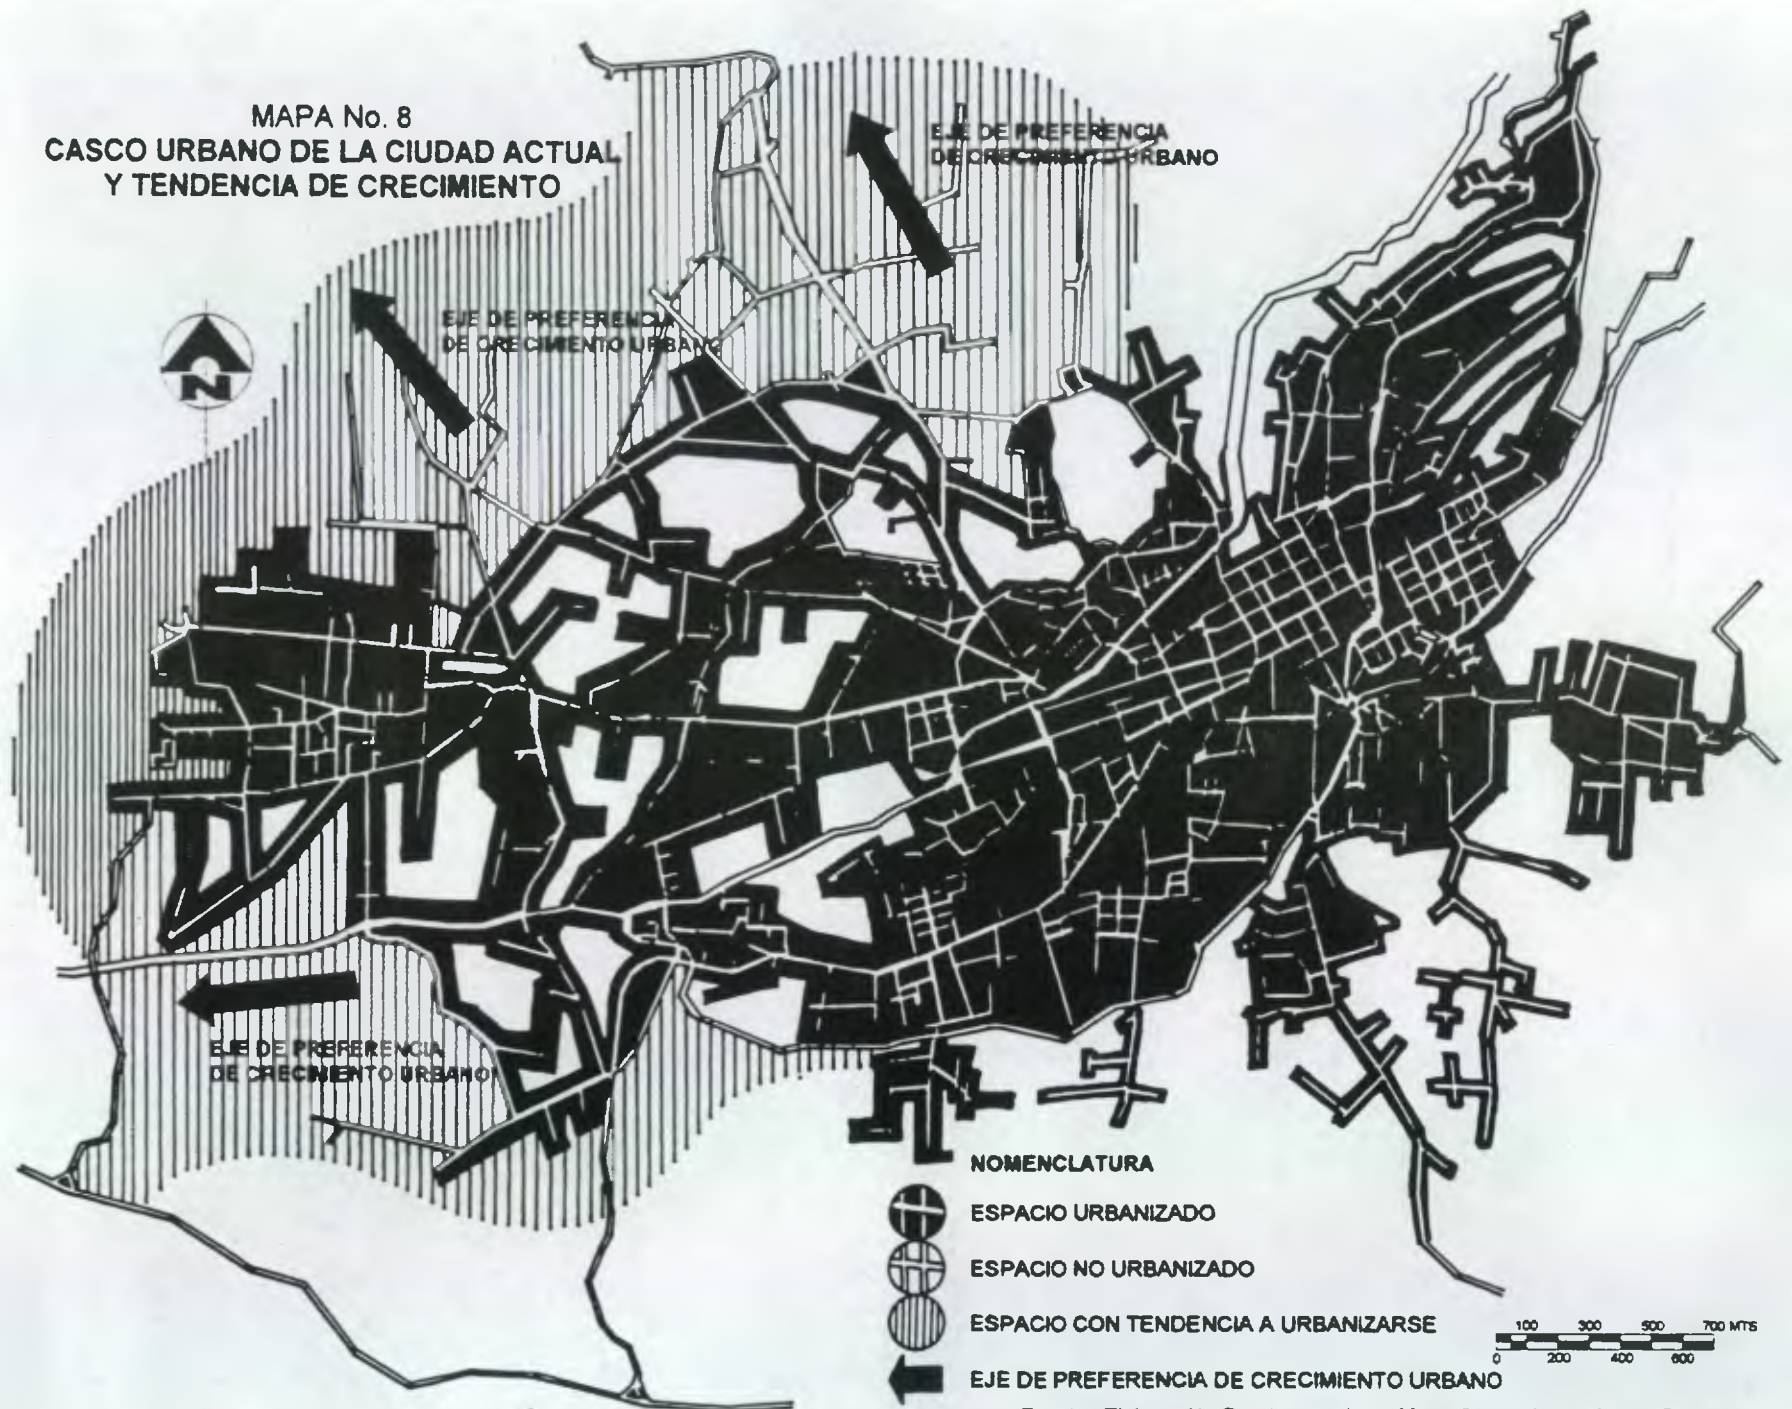 MAPA No. 8
CASCO URBANO DE LA CIUDAD ACTUAL
Y TENDENCIA DE CRECIMIENTO
EJE DE PREFERENCIA
DE CRECIMIENTO URBANO
EJE DE PREFERENCIA
DE CRECIMIENTO URBANO
N
EJE DE PREFERENCIA
DE CRECIMIENTO URBANO
NOMENCLATURA
ESPACIO URBANIZADO
ESPACIO NO URBANIZADO
ESPACIO CON TENDENCIA A URBANIZARSE
EJE DE PREFERENCIA DE CRECIMIENTO URBANO
100 300 500 700 MTS
0 200 400 600